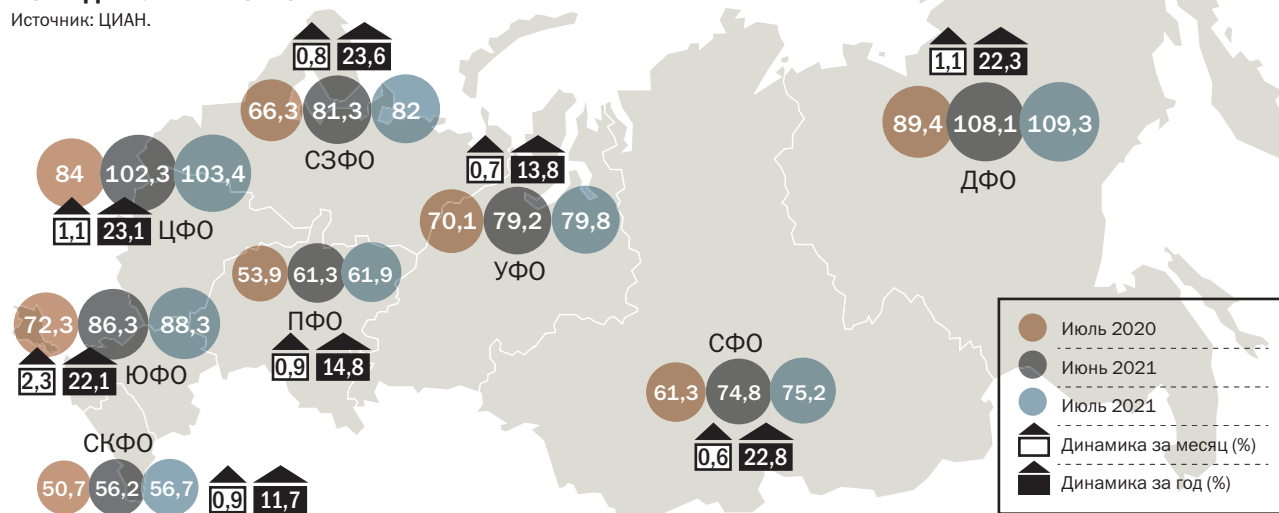 Источник: ЦИАН.
0,8 23,6
66,3 81,3 82
СЗФО
1,1 22,3
89,4 108,1 109,3
ДФО
84 102,3 103,4
1,1 23,1 ЦФО
0,7 13,8
70,1 79,2 79,8
УФО
53,9 61,3 61,9
ПФО
0,9 14,8
72,3 86,3 88,3
2,3 22,1 ЮФО
СФО
61,3 74,8 75,2
0,6 22,8
СКФО
50,7 56,2 56,7 0,9 11,7
Июль 2020
Июнь 2021
Июль 2021
Динамика за месяц (%)
Динамика за год (%)